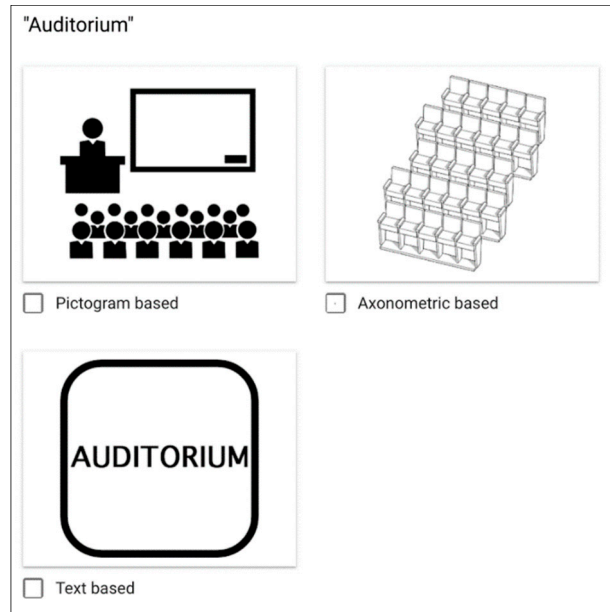 "Auditorium"
Pictogram based
Axonometric based
AUDITORIUM
Text based